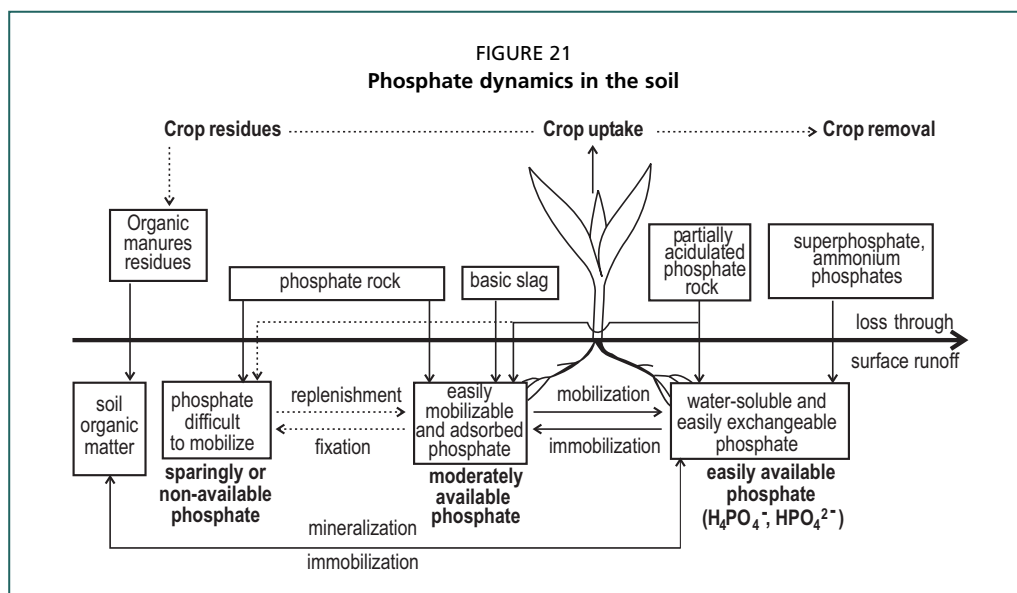 FIGURE 21
Phosphate dynamics in the soil
Crop residues
Crop uptake
Crop removal
Organic
manures
residues
phosphate rock
basic slag
partially
acidulated
phosphate
rock
superphosphate,
ammonium
phosphates
loss through
surface runoff
soil
organic
matter
phosphate
difficult
to mobilize
replenishment
fixation
easily
mobilizable
and adsorbed
phosphate
mobilization
immobilization
water-soluble and
easily exchangeable
phosphate
sparingly or
non-available
phosphate
moderately
available
phosphate
easily available
phosphate
(H₄PO₄⁻, HPO₄²⁻)
mineralization
immobilization